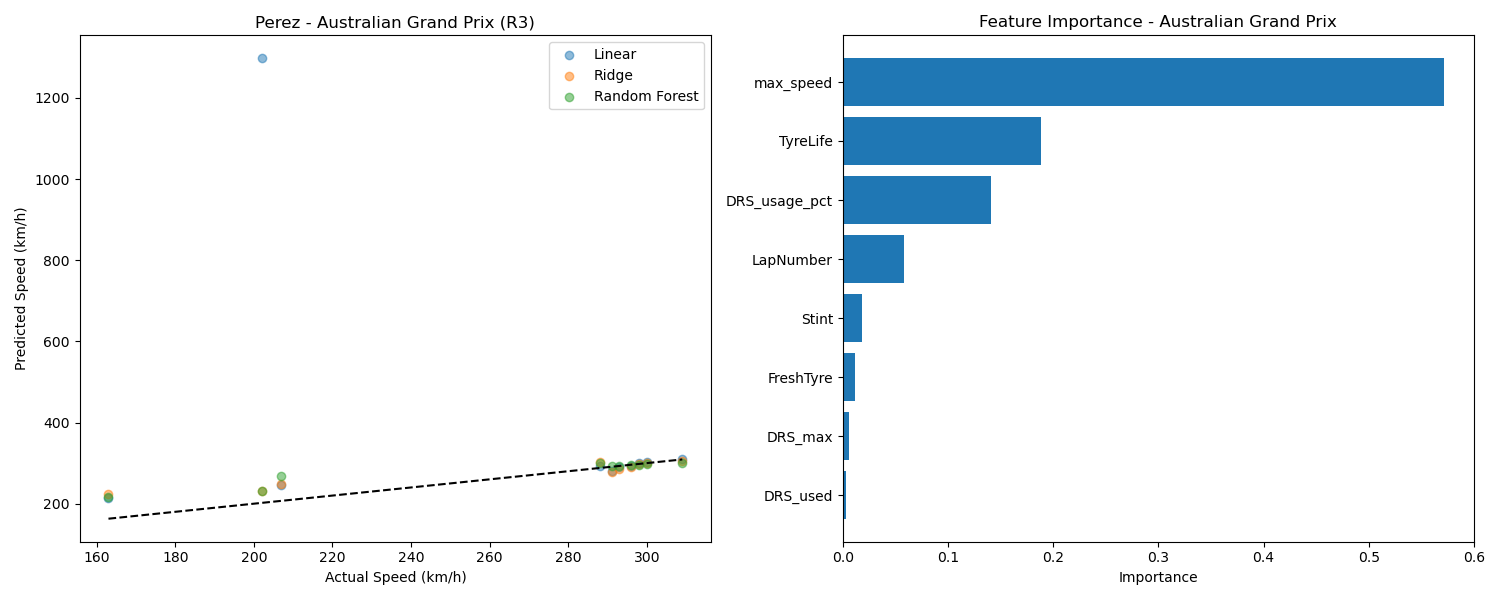 Perez - Australian Grand Prix (R3)
Linear
Ridge
Random Forest
1200
1000
800
600
400
200
Predicted Speed (km/h)
160
180
200
220
240
260
280
300
Actual Speed (km/h)
Feature Importance - Australian Grand Prix
max_speed
TyreLife
DRS_usage_pct
LapNumber
Stint
FreshTyre
DRS_max
DRS_used
0.0
0.1
0.2
0.3
0.4
0.5
0.6
Importance